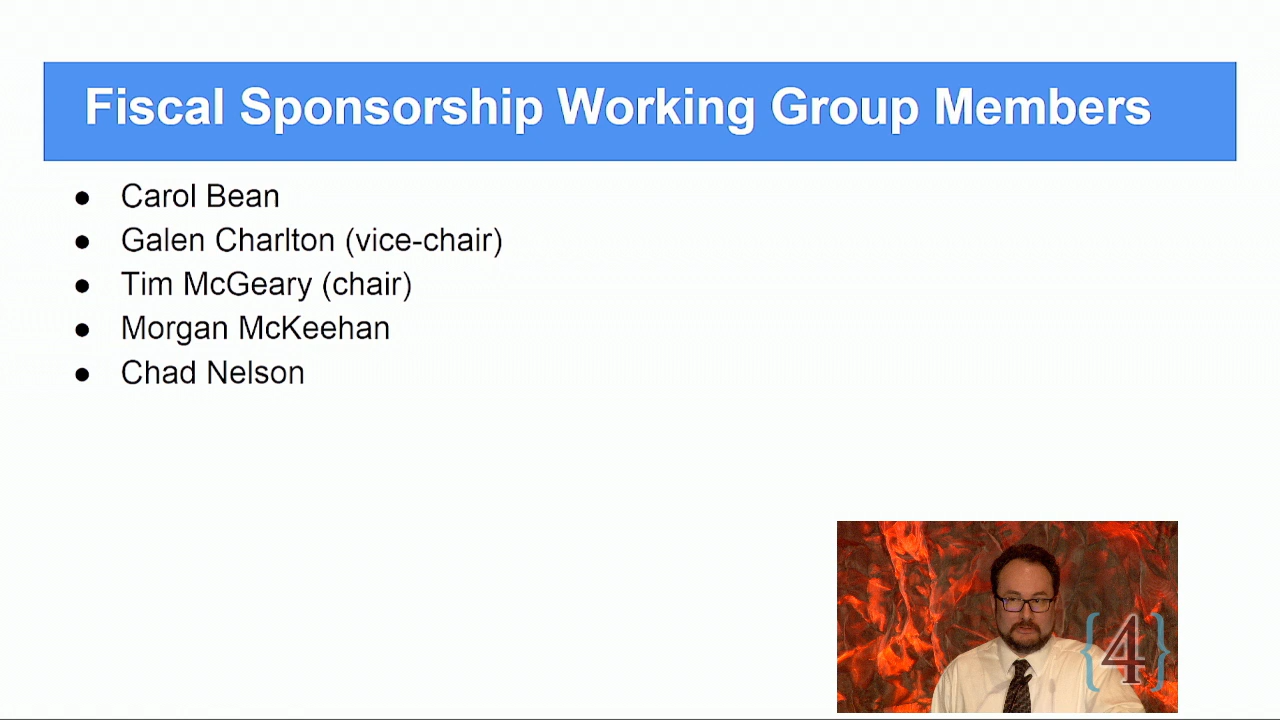 Fiscal Sponsorship Working Group Members
● Carol Bean
● Galen Charlton (vice-chair)
● Tim McGeary (chair)
● Morgan McKeehan
● Chad Nelson
{4}